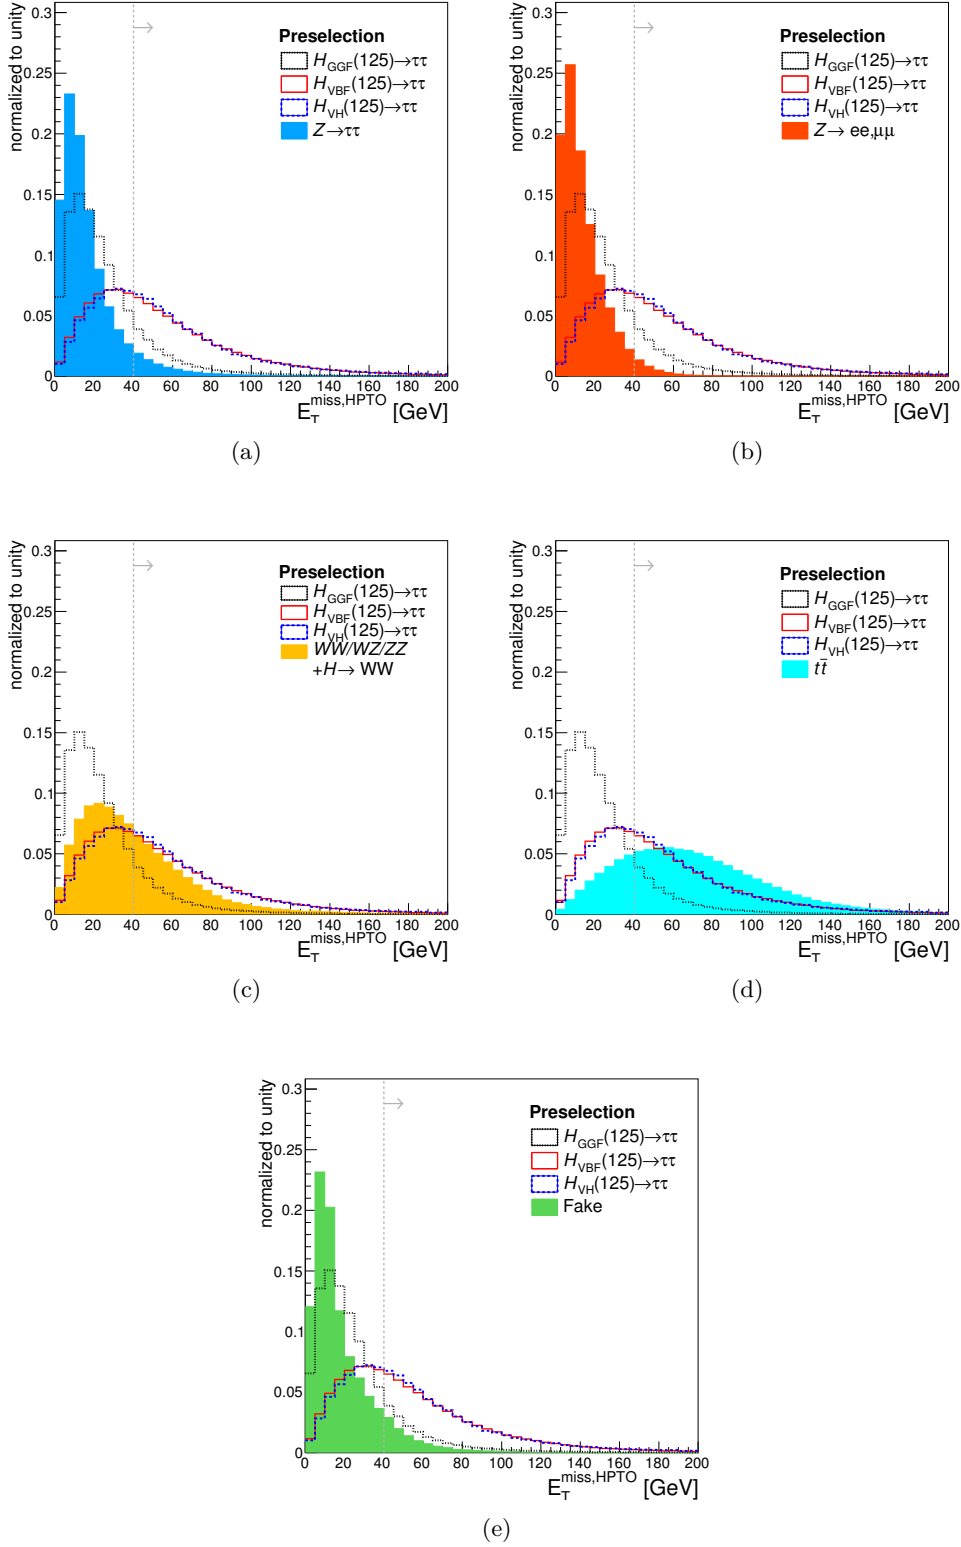 normalized to unity
0.3
0.25
0.2
0.15
0.1
0.05
0
Preselection
H_GGF(125)→ττ
H_VBF(125)→ττ
H_VH(125)→ττ
Z→ττ
0 20 40 60 80 100 120 140 160 180 200
E_T^miss,HPTO [GeV]
(a)
normalized to unity
0.3
0.25
0.2
0.15
0.1
0.05
0
Preselection
H_GGF(125)→ττ
H_VBF(125)→ττ
H_VH(125)→ττ
Z→ ee,μμ
0 20 40 60 80 100 120 140 160 180 200
E_T^miss,HPTO [GeV]
(b)
normalized to unity
0.3
0.25
0.2
0.15
0.1
0.05
0
Preselection
H_GGF(125)→ττ
H_VBF(125)→ττ
H_VH(125)→ττ
WW/WZ/ZZ
+H→ WW
0 20 40 60 80 100 120 140 160 180 200
E_T^miss,HPTO [GeV]
(c)
normalized to unity
0.3
0.25
0.2
0.15
0.1
0.05
0
Preselection
H_GGF(125)→ττ
H_VBF(125)→ττ
H_VH(125)→ττ
tt̄
0 20 40 60 80 100 120 140 160 180 200
E_T^miss,HPTO [GeV]
(d)
normalized to unity
0.3
0.25
0.2
0.15
0.1
0.05
0
Preselection
H_GGF(125)→ττ
H_VBF(125)→ττ
H_VH(125)→ττ
Fake
0 20 40 60 80 100 120 140 160 180 200
E_T^miss,HPTO [GeV]
(e)